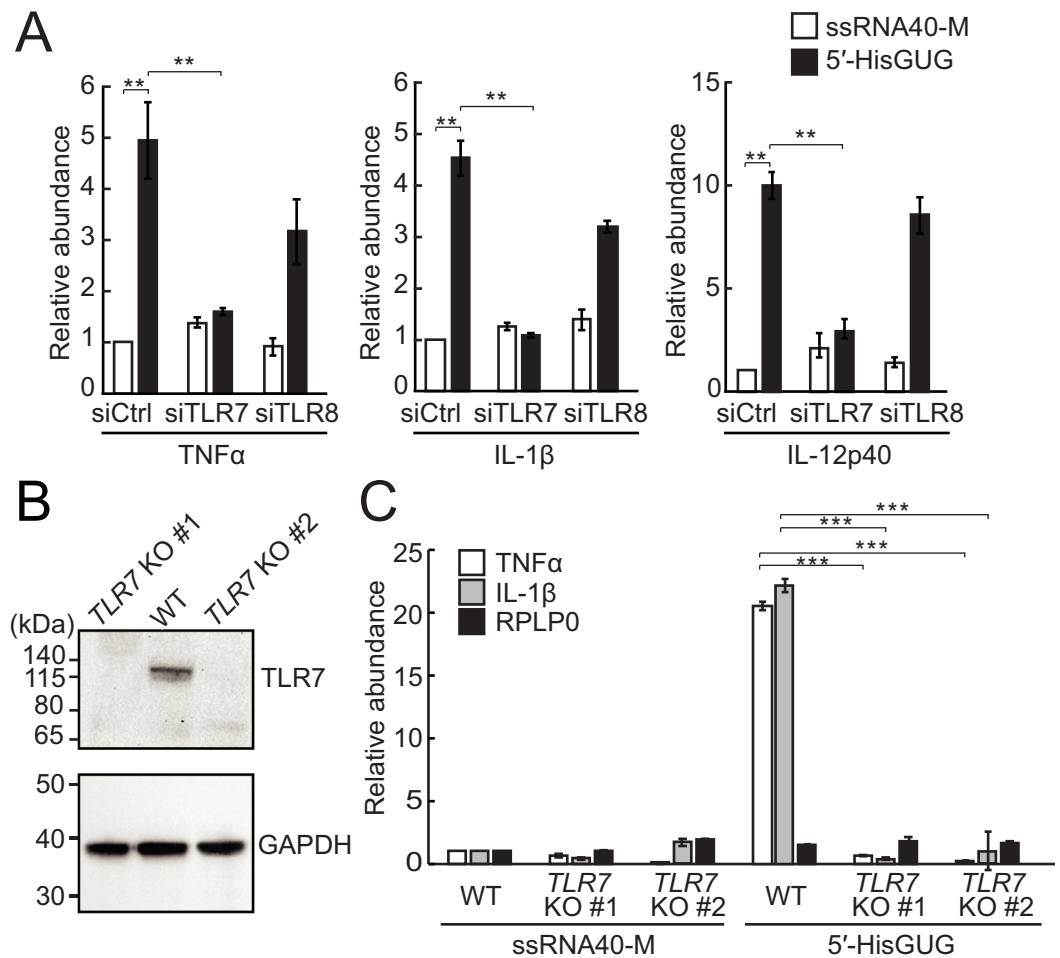 A
ssRNA40-M
5′-HisGUG
Relative abundance
6
5
4
3
2
1
0
**
**
siCtrl
siTLR7
siTLR8
TNFα
Relative abundance
6
5
4
3
2
1
0
**
**
siCtrl
siTLR7
siTLR8
IL-1β
Relative abundance
15
10
5
0
**
**
siCtrl
siTLR7
siTLR8
IL-12p40
B
TLR7 KO #1
WT
TLR7 KO #2
(kDa)
140
115
80
65
TLR7
50
40
30
GAPDH
C
Relative abundance
25
20
15
10
5
0
TNFα
IL-1β
RPLP0
***
***
***
***
WT
TLR7
KO #1
TLR7
KO #2
WT
TLR7
KO #1
TLR7
KO #2
ssRNA40-M
5′-HisGUG